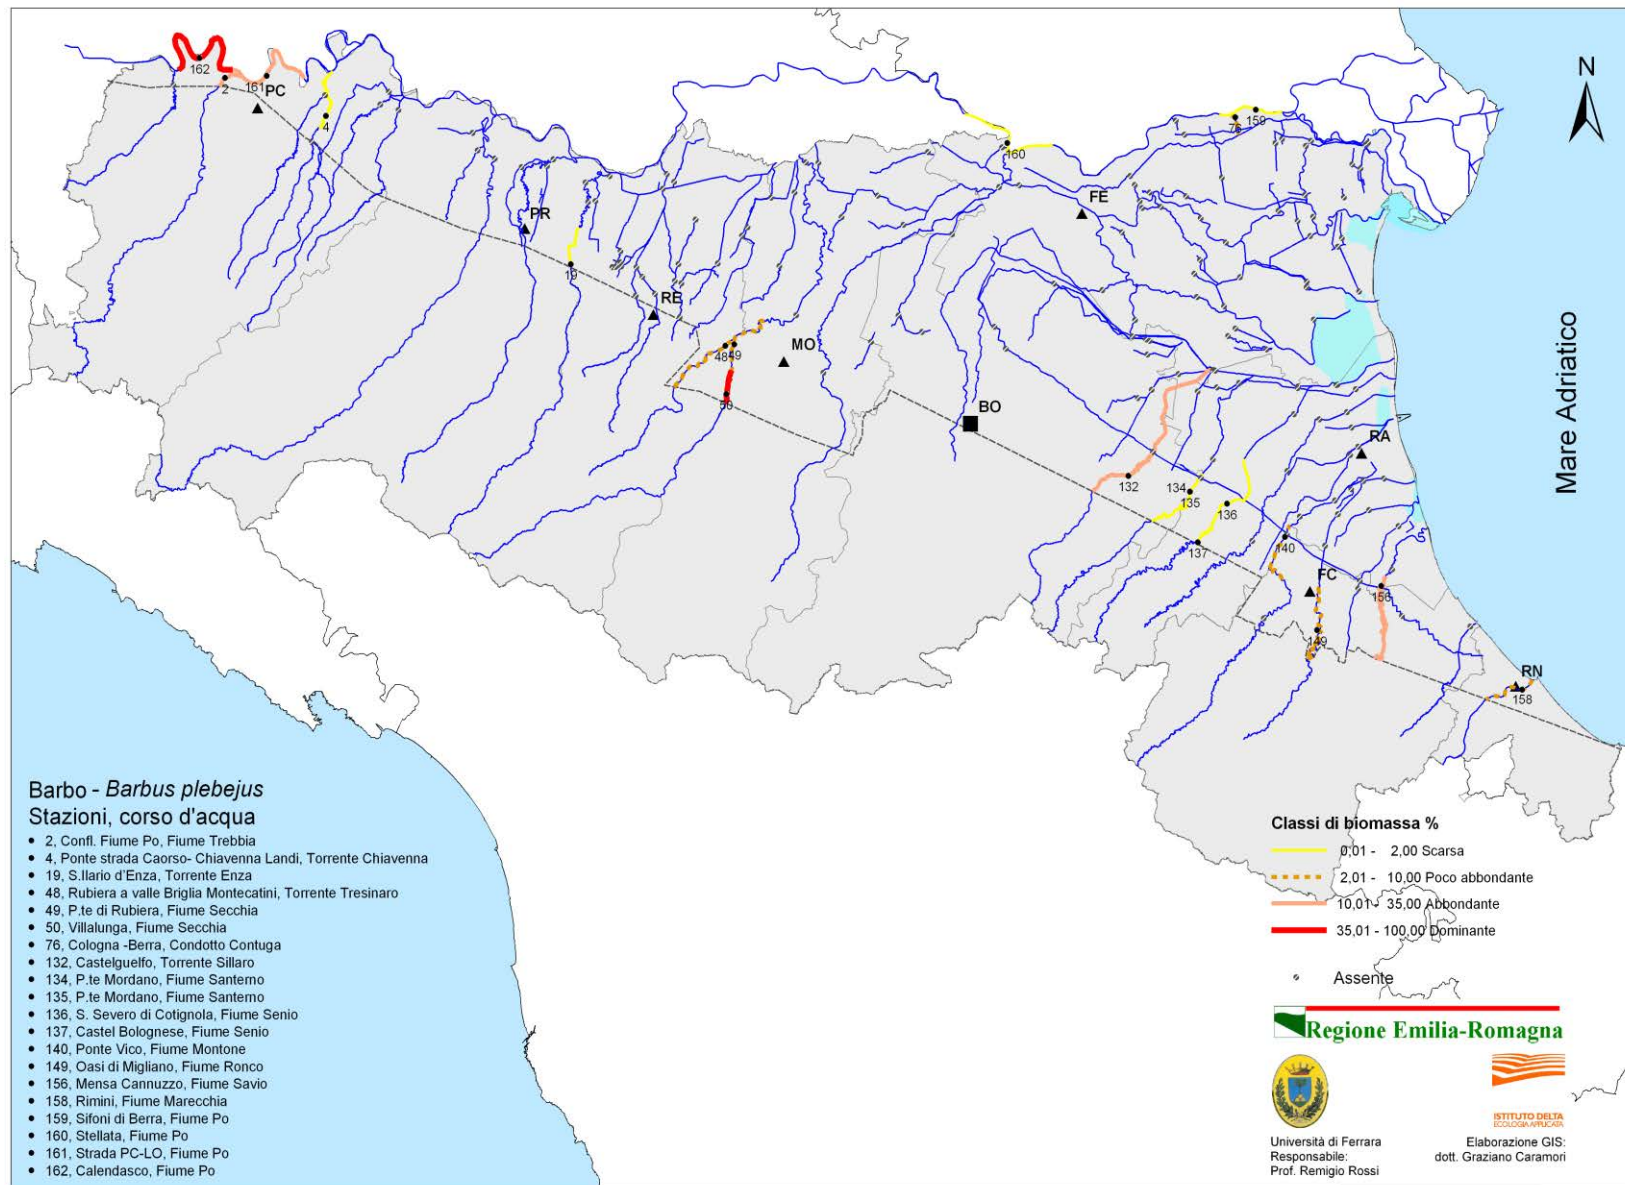 N
162
2
161
PC
4
159
76
160
PR
FE
19
RE
MO
48
49
50
BO
Mare Adriatico
RA
132
134
135
136
137
140
FC
156
149
RN
158
Barbo - Barbus plebejus
Stazioni, corso d'acqua
• 2, Confl. Fiume Po, Fiume Trebbia
• 4, Ponte strada Caorso- Chiavenna Landi, Torrente Chiavenna
• 19, S.Ilario d'Enza, Torrente Enza
• 48, Rubiera a valle Briglia Montecatini, Torrente Tresinaro
• 49, P.te di Rubiera, Fiume Secchia
• 50, Villalunga, Fiume Secchia
• 76, Cologna -Berra, Condotto Contuga
• 132, Castelguelfo, Torrente Sillaro
• 134, P.te Mordano, Fiume Santerno
• 135, P.te Mordano, Fiume Santerno
• 136, S. Severo di Cotignola, Fiume Senio
• 137, Castel Bolognese, Fiume Senio
• 140, Ponte Vico, Fiume Montone
• 149, Oasi di Migliano, Fiume Ronco
• 156, Mensa Cannuzzo, Fiume Savio
• 158, Rimini, Fiume Marecchia
• 159, Sifoni di Berra, Fiume Po
• 160, Stellata, Fiume Po
• 161, Strada PC-LO, Fiume Po
• 162, Calendasco, Fiume Po
Classi di biomassa %
0,01 - 2,00 Scarsa
2,01 - 10,00 Poco abbondante
10,01 - 35,00 Abbondante
35,01 - 100,00 Dominante
Assente
Regione Emilia-Romagna
ISTITUTO DELTA
ECOLOGIA APPLICATA
Università di Ferrara
Responsabile:
Prof. Remigio Rossi
Elaborazione GIS:
dott. Graziano Caramori